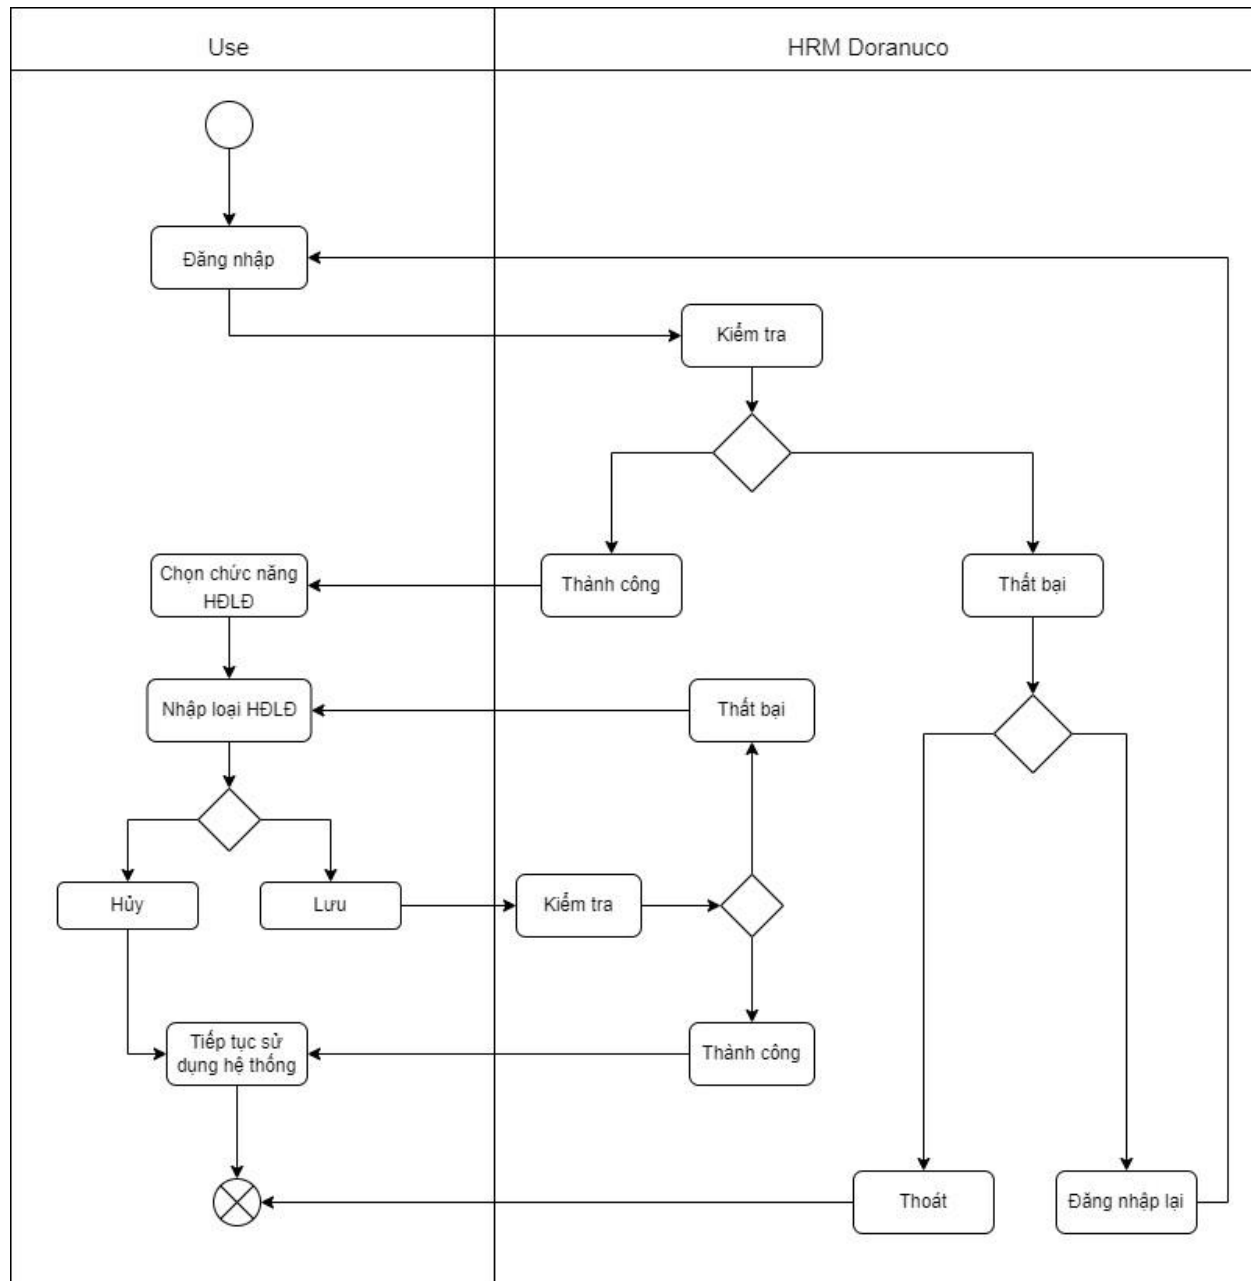 Use
HRM Doranuco
Đăng nhập
Kiểm tra
Chọn chức năng
HĐLĐ
Thành công
Thất bại
Nhập loại HĐLĐ
Thất bại
Hủy
Lưu
Kiểm tra
Tiếp tục sử
dụng hệ thống
Thành công
Thoát
Đăng nhập lại